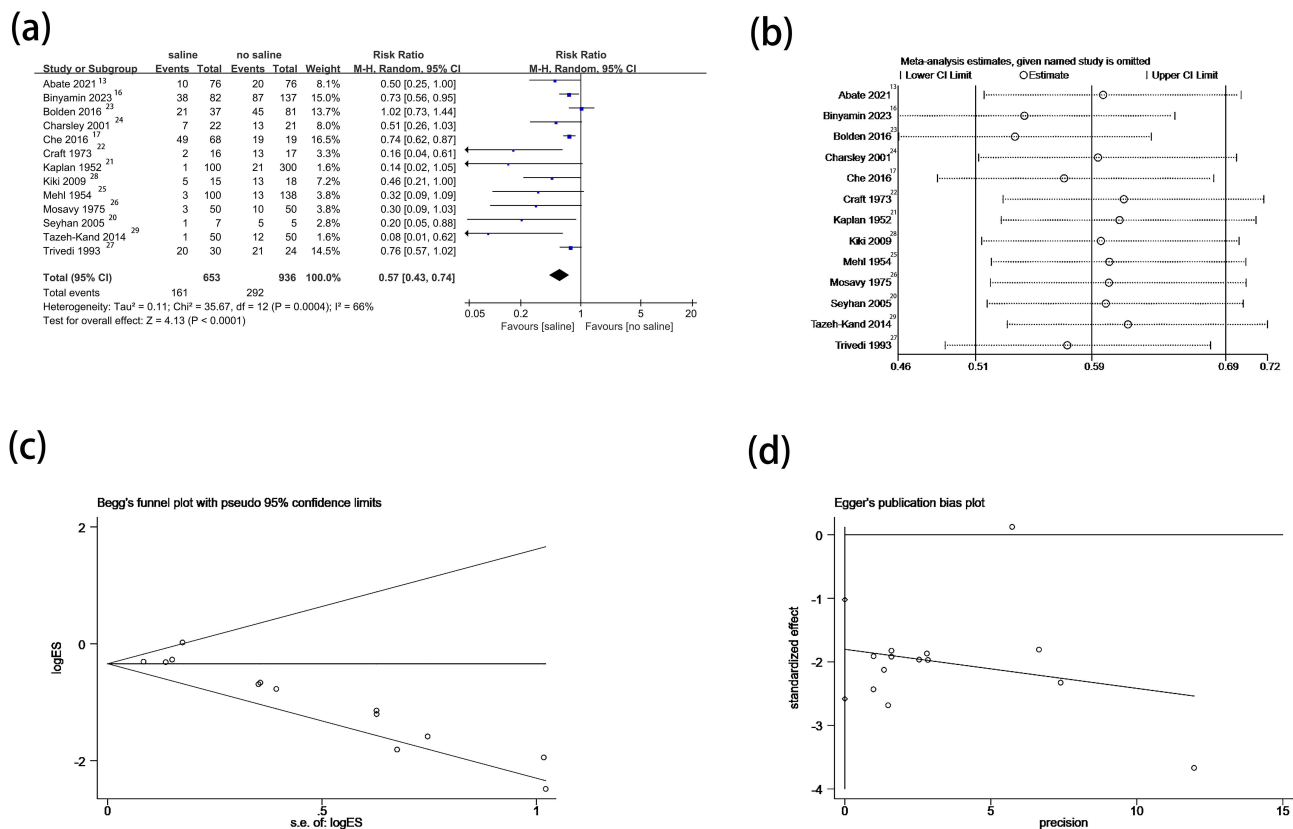 (a)
saline no saline Risk Ratio Risk Ratio
Study or Subgroup Events Total Events Total Weight M-H, Random, 95% CI M-H, Random, 95% CI
Abate 2021 13 10 76 20 76 8.1% 0.50 [0.25, 1.00]
Binyamin 2023 16 38 82 87 137 15.0% 0.73 [0.56, 0.95]
Bolden 2016 23 21 37 45 81 13.7% 1.02 [0.73, 1.44]
Charsley 2001 24 7 22 13 21 8.0% 0.51 [0.26, 1.03]
Che 2016 17 49 68 19 19 16.5% 0.74 [0.62, 0.87]
Craft 1973 22 2 16 13 17 3.3% 0.16 [0.04, 0.61]
Kaplan 1952 21 1 100 21 300 1.7% 0.14 [0.02, 1.05]
Kiki 2009 28 5 15 13 18 7.2% 0.46 [0.21, 1.00]
Mehl 1954 25 3 100 13 138 3.7% 0.32 [0.09, 1.09]
Mosavy 1975 26 3 50 10 50 3.8% 0.30 [0.09, 1.03]
Seyhan 2005 20 1 7 5 5 2.9% 0.20 [0.05, 0.88]
Tazeh-Kand 2014 29 1 50 12 50 1.6% 0.08 [0.01, 0.62]
Trivedi 1993 27 20 30 21 24 14.5% 0.76 [0.57, 1.02]
Total (95% CI) 653 936 100.0% 0.57 [0.43, 0.74]
Total events 161 292
Heterogeneity: Tau² = 0.11; Chi² = 35.67, df = 12 (P = 0.0004); I² = 66%
Test for overall effect: Z = 4.13 (P < 0.0001)
0.05 0.2 1 5 20
Favours [saline] Favours [no saline]
(b)
Meta-analysis estimates, given named study is omitted
Lower CI Limit Estimate Upper CI Limit
Abate 2021 13
Binyamin 2023 16
Bolden 2016 23
Charsley 2001 24
Che 2016 17
Craft 1973 22
Kaplan 1952 21
Kiki 2009 28
Mehl 1954 25
Mosavy 1975 26
Seyhan 2005 20
Tazeh-Kand 2014 29
Trivedi 1993 27
0.46 0.51 0.59 0.69 0.72
(c)
Begg's funnel plot with pseudo 95% confidence limits
logES
2
0
-2
0 .5 1
s.e. of: logES
(d)
Egger's publication bias plot
standardized effect
0
-1
-2
-3
-4
0 5 10 15
precision